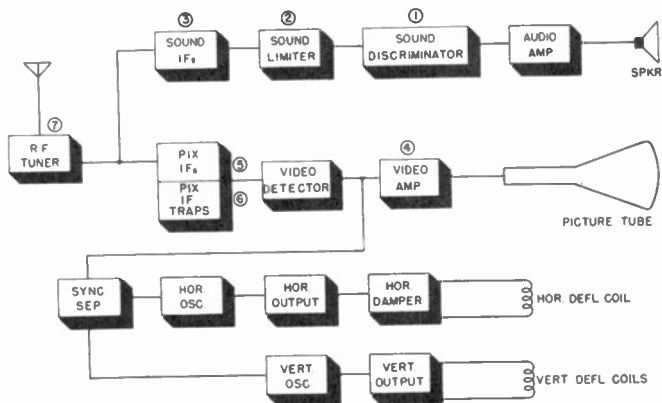 ③
SOUND
IFs
②
SOUND
LIMITER
①
SOUND
DISCRIMINATOR
AUDIO
AMP
SPKR
⑦
R.F
TUNER
PIX
IFs
⑤
PIX
IF
TRAPS
⑥
VIDEO
DETECTOR
④
VIDEO
AMP
PICTURE TUBE
SYNC
SEP
HOR.
OSC
HOR.
OUTPUT
HOR.
DAMPER
HOR. DEFL COIL
VERT.
OSC
VERT.
OUTPUT
VERT DEFL COILS